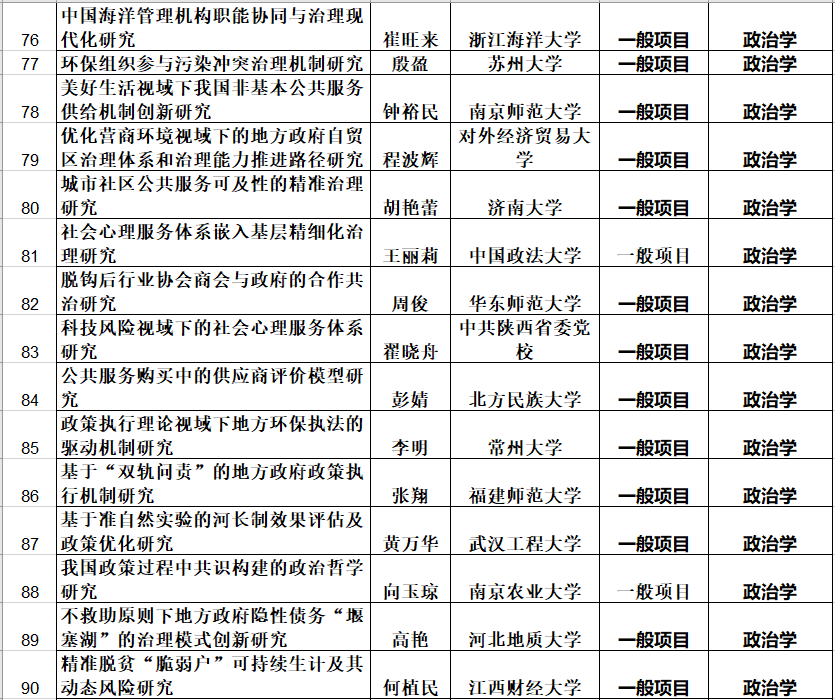 中国海洋管理机构职能协同与治理现
76 代化研究 崔旺来 浙江海洋大学 一般项目 政治学
77 环保组织参与污染冲突治理机制研究 殷盈 苏州大学 一般项目 政治学
美好生活视域下我国非基本公共服务
78 供给机制创新研究 钟裕民 南京师范大学 一般项目 政治学
优化营商环境视域下的地方政府自贸 对外经济贸易大
79 区治理体系和治理能力推进路径研究 程波辉 学 一般项目 政治学
城市社区公共服务可及性的精准治理
80 研究 胡艳蕾 济南大学 一般项目 政治学
社会心理服务体系嵌入基层精细化治
81 理研究 王丽莉 中国政法大学 一般项目 政治学
脱钩后行业协会商会与政府的合作共
82 治研究 周俊 华东师范大学 一般项目 政治学
科技风险视域下的社会心理服务体系 中共陕西省委党
83 研究 翟晓舟 校 一般项目 政治学
公共服务购买中的供应商评价模型研
84 究 彭婧 北方民族大学 一般项目 政治学
政策执行理论视域下地方环保执法的
85 驱动机制研究 李明 常州大学 一般项目 政治学
基于“双轨问责”的地方政府政策执
86 行机制研究 张翔 福建师范大学 一般项目 政治学
基于准自然实验的河长制效果评估及
87 政策优化研究 黄万华 武汉工程大学 一般项目 政治学
我国政策过程中共识构建的政治哲学
88 研究 向玉琼 南京农业大学 一般项目 政治学
不救助原则下地方政府隐性债务“堰
89 塞湖”的治理模式创新研究 高艳 河北地质大学 一般项目 政治学
精准脱贫“脆弱户”可持续生计及其
90 动态风险研究 何植民 江西财经大学 一般项目 政治学